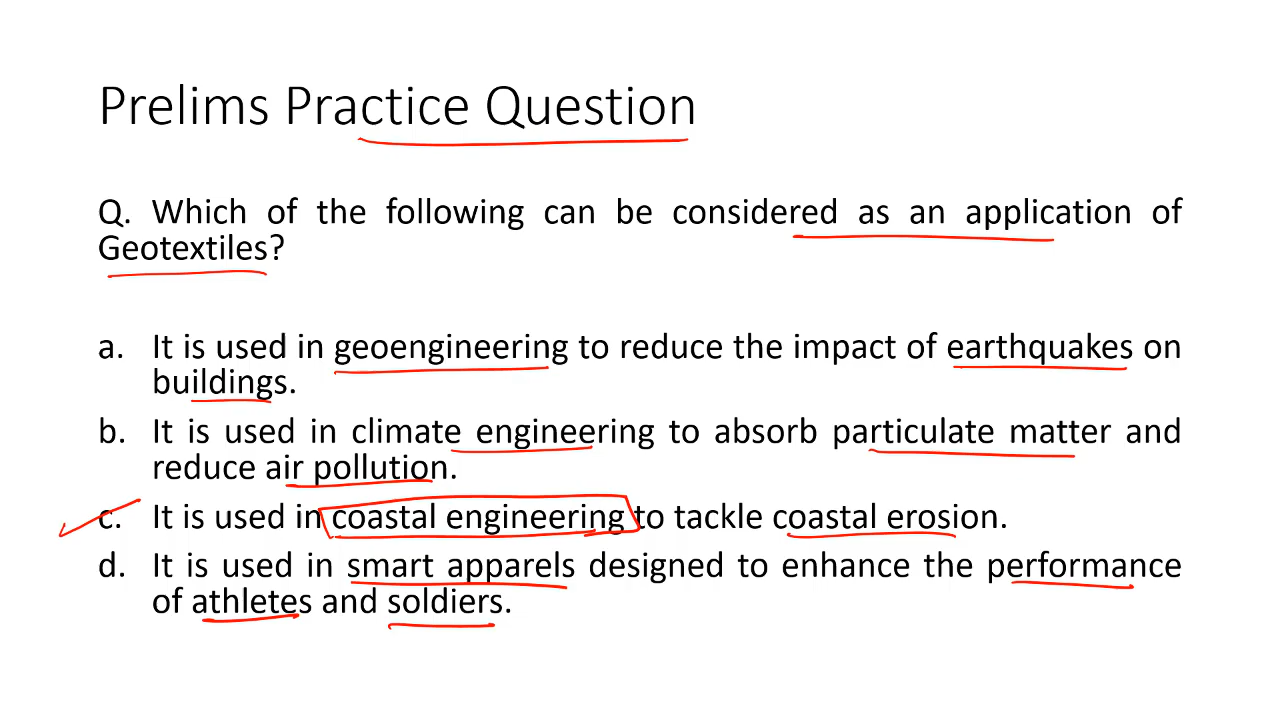 Prelims Practice Question
Q. Which of the following can be considered as an application of
Geotextiles?
a. It is used in geoengineering to reduce the impact of earthquakes on
buildings.
b. It is used in climate engineering to absorb particulate matter and
reduce air pollution.
c. It is used in coastal engineering to tackle coastal erosion.
d. It is used in smart apparels designed to enhance the performance
of athletes and soldiers.